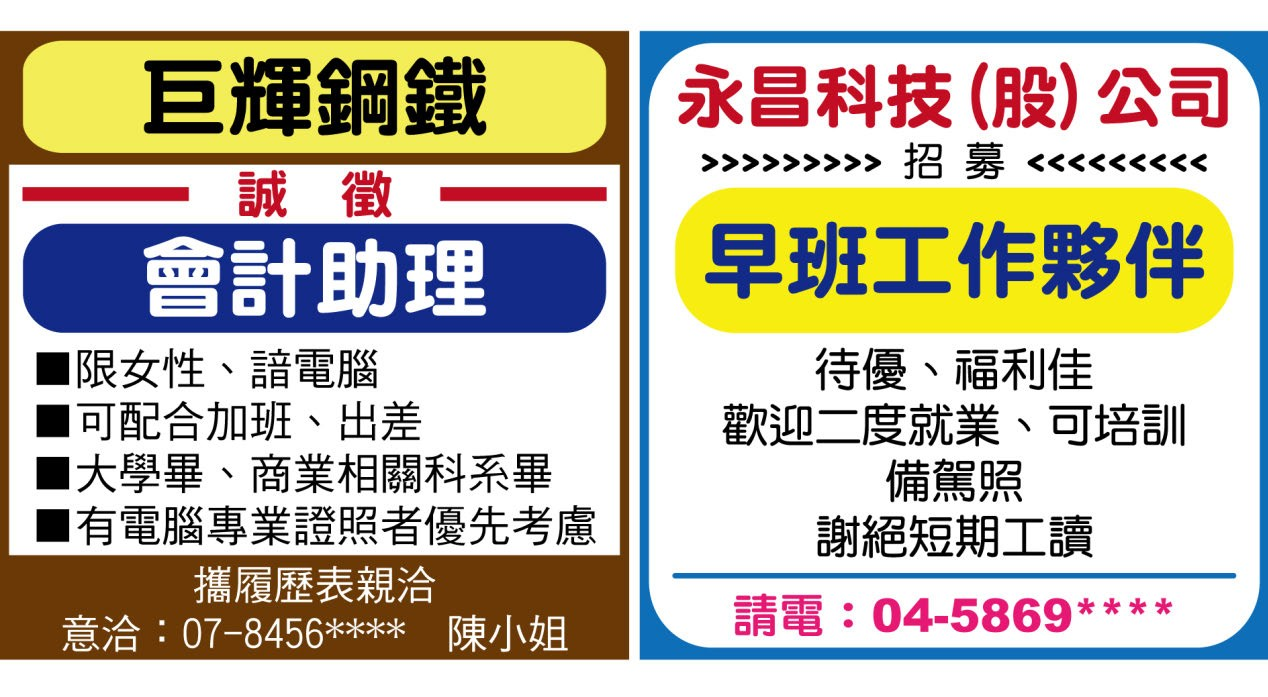 巨輝鋼鐵
誠 徵
會計助理
■限女性、諳電腦
■可配合加班、出差
■大學畢、商業相關科系畢
■有電腦專業證照者優先考慮
攜履歷表親洽
意洽：07-8456**** 陳小姐
永昌科技(股)公司
>>>>>>>>> 招 募 <<<<<<<<<
早班工作夥伴
待優、福利佳
歡迎二度就業、可培訓
備駕照
謝絕短期工讀
請電：04-5869****